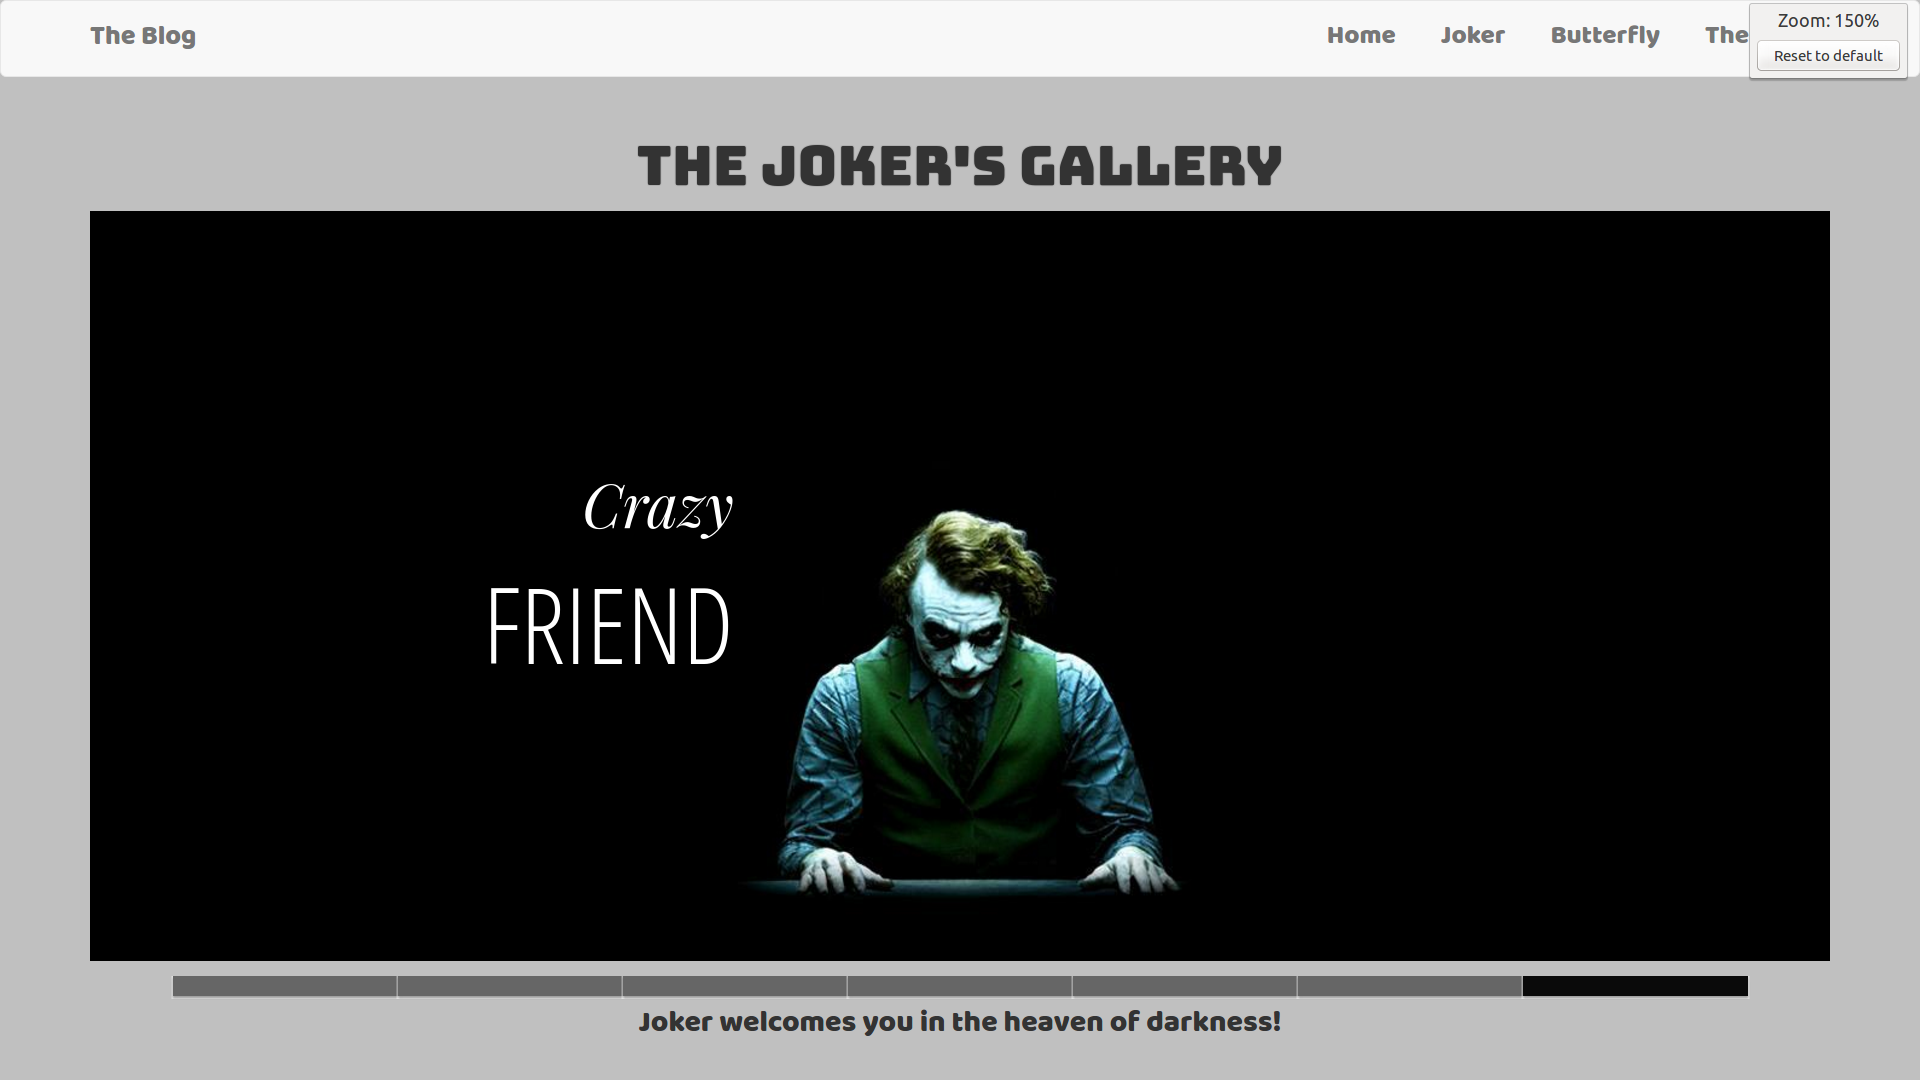 The Blog
Home Joker Butterfly The
Zoom: 150%
Reset to default
THE JOKER'S GALLERY
Crazy
FRIEND
Joker welcomes you in the heaven of darkness!